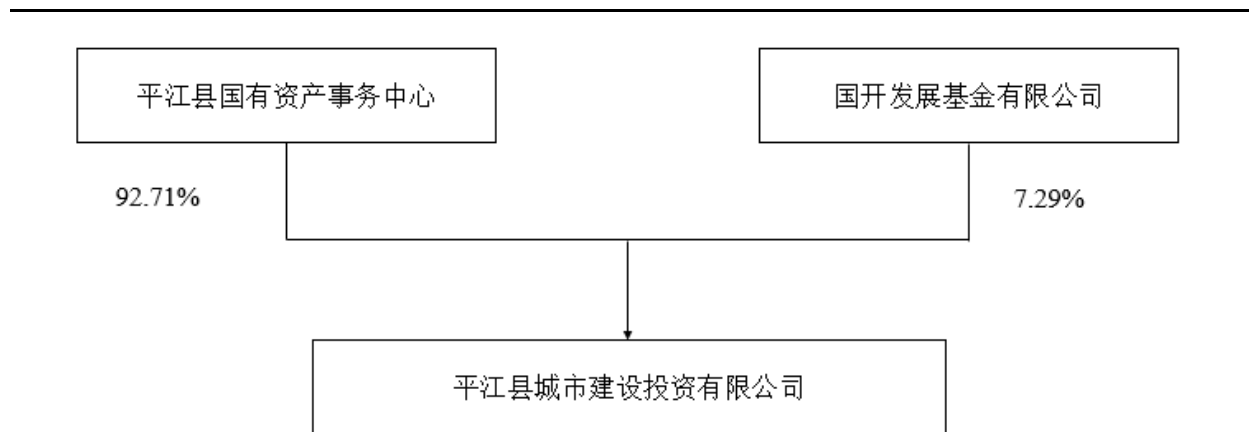 平江县国有资产事务中心
国开发展基金有限公司
92.71%
7.29%
平江县城市建设投资有限公司